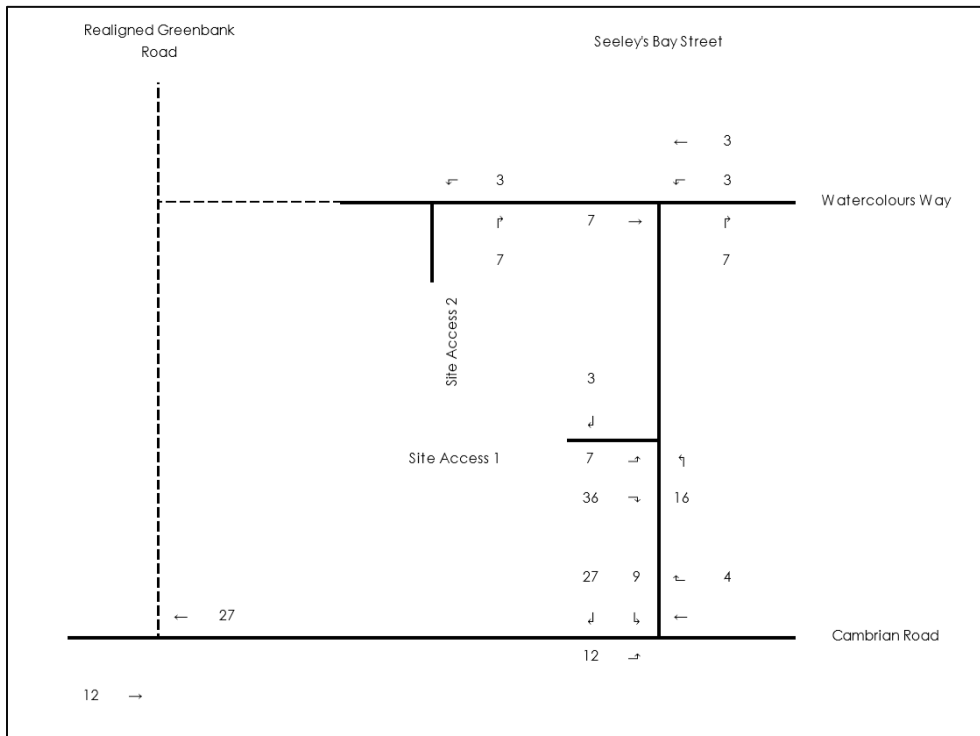 Realigned Greenbank
Road
Seeley's Bay Street
← 3
↰ 3
↰ 3
Watercolours Way
↱
7 →
↱
7
7
Site Access 2
3
↲
Site Access 1
7 ⬏
↰
36 ⬎
16
27 9
⬑ 4
↲ ↳ ←
← 27
Cambrian Road
12 ⬏
12 →